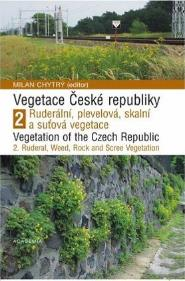 MILAN CHYTRÝ (editor)
Vegetace České republiky
2 Ruderální, plevelová, skalní
a suťová vegetace
Vegetation of the Czech Republic
2. Ruderal, Weed, Rock and Scree Vegetation
ACADEMIA